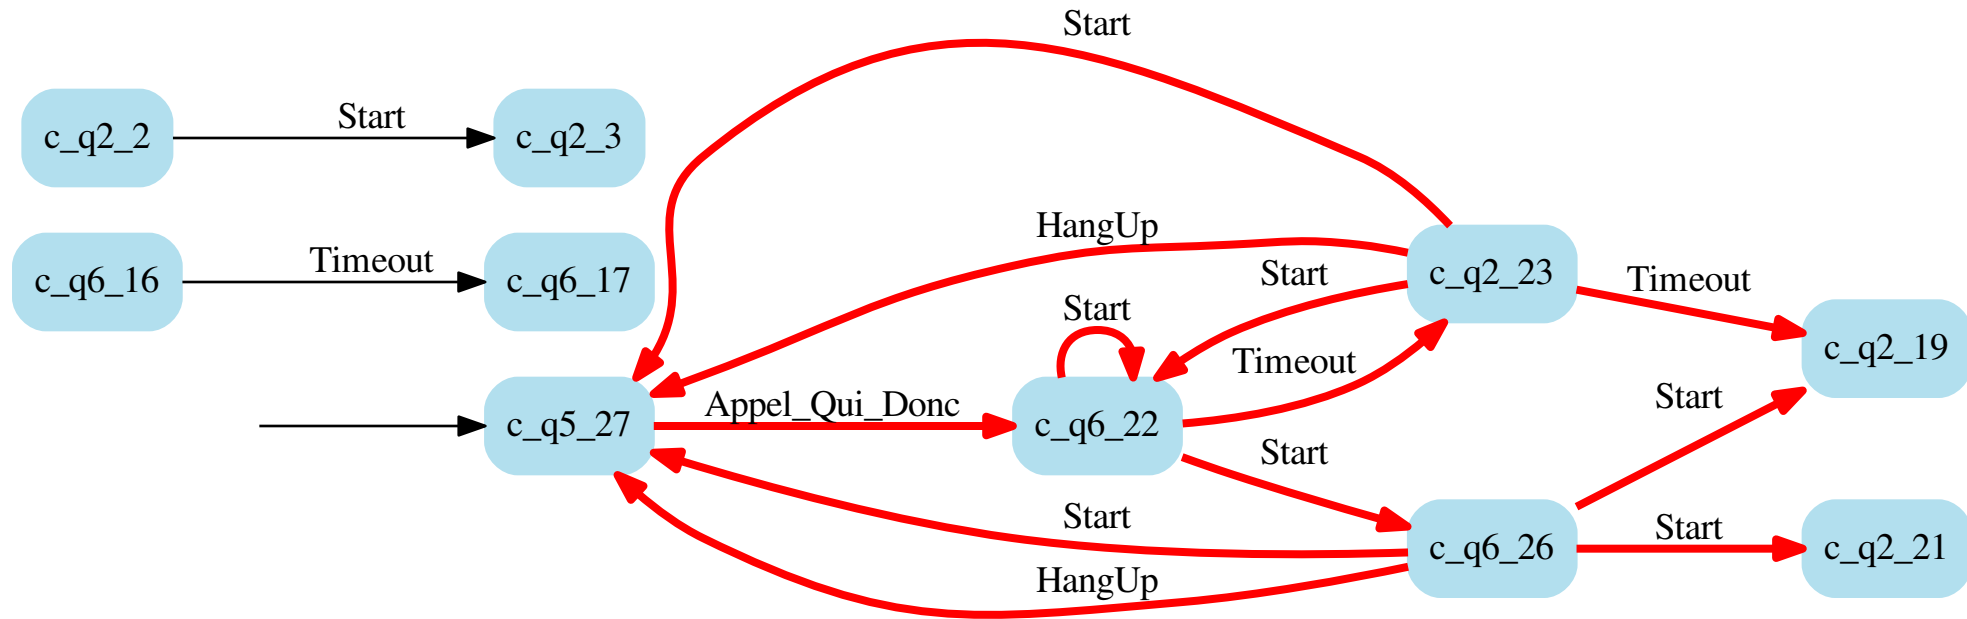 Start
c_q2_2
Start
c_q2_3
HangUp
c_q6_16
Timeout
c_q6_17
Start
c_q2_23
Timeout
Start
Timeout
c_q2_19
c_q5_27
Appel_Qui_Donc
c_q6_22
Start
Start
Start
c_q6_26
Start
c_q2_21
HangUp